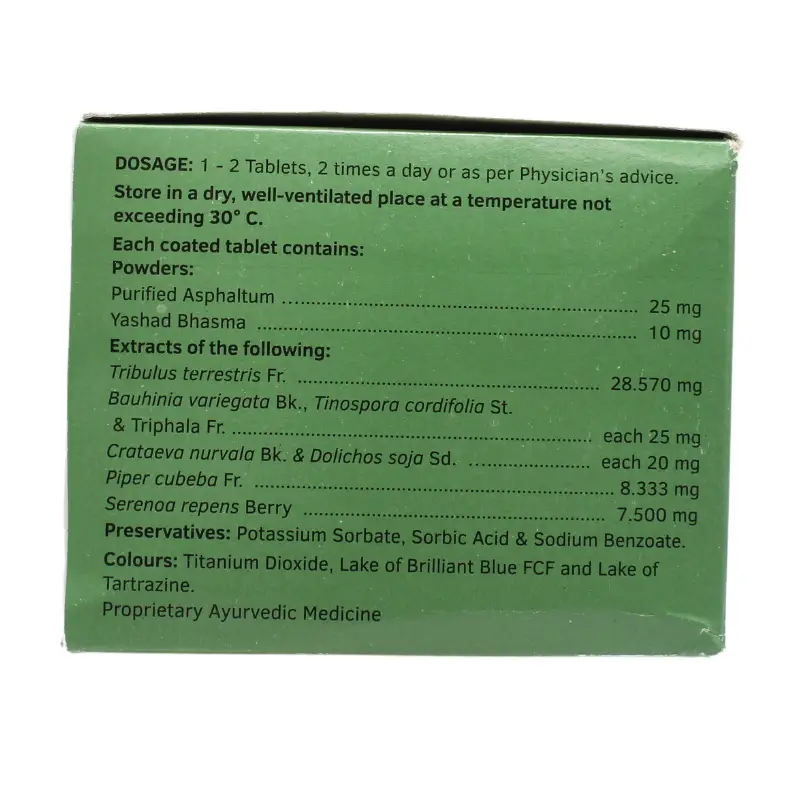 DOSAGE: 1 - 2 Tablets, 2 times a day or as per Physician's advice.
Store in a dry, well-ventilated place at a temperature not
exceeding 30° C.
Each coated tablet contains:
Powders:
Purified Asphaltum ........................................................ 25 mg
Yashad Bhasma ............................................................ 10 mg
Extracts of the following:
Tribulus terrestris Fr. ................................................ 28.570 mg
Bauhinia variegata Bk., Tinospora cordifolia St.
& Triphala Fr. ......................................................... each 25 mg
Crataeva nurvala Bk. & Dolichos soja Sd. ................... each 20 mg
Piper cubeba Fr. ......................................................... 8.333 mg
Serenoa repens Berry ............................................... 7.500 mg
Preservatives: Potassium Sorbate, Sorbic Acid & Sodium Benzoate.
Colours: Titanium Dioxide, Lake of Brilliant Blue FCF and Lake of
Tartrazine.
Proprietary Ayurvedic Medicine